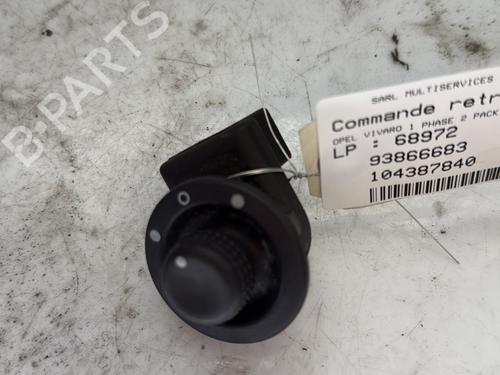 B-PARTS
SARL MULTISERVICES
Commande retr
OPEL VIVARO 1 PHASE 2 PACK
LP : 68972
93866683
104387840